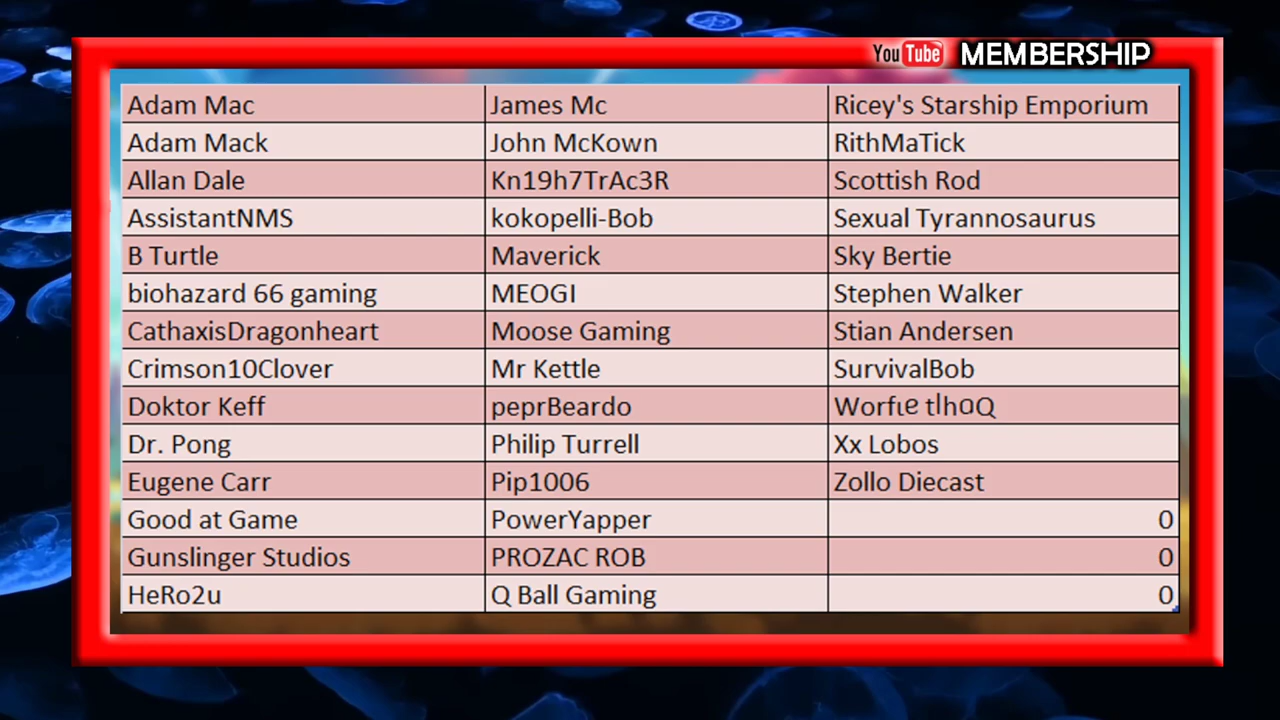 YouTube MEMBERSHIP
Adam Mac James Mc Ricey's Starship Emporium
Adam Mack John McKown RithMaTick
Allan Dale Kn19h7TrAc3R Scottish Rod
AssistantNMS kokopelli-Bob Sexual Tyrannosaurus
B Turtle Maverick Sky Bertie
biohazard 66 gaming MEOGI Stephen Walker
CathaxisDragonheart Moose Gaming Stian Andersen
Crimson10Clover Mr Kettle SurvivalBob
Doktor Keff peprBeardo
Dr. Pong Philip Turrell Xx Lobos
Eugene Carr Pip1006 Zollo Diecast
Good at Game PowerYapper 0
Gunslinger Studios PROZAC ROB 0
HeRo2u Q Ball Gaming 0